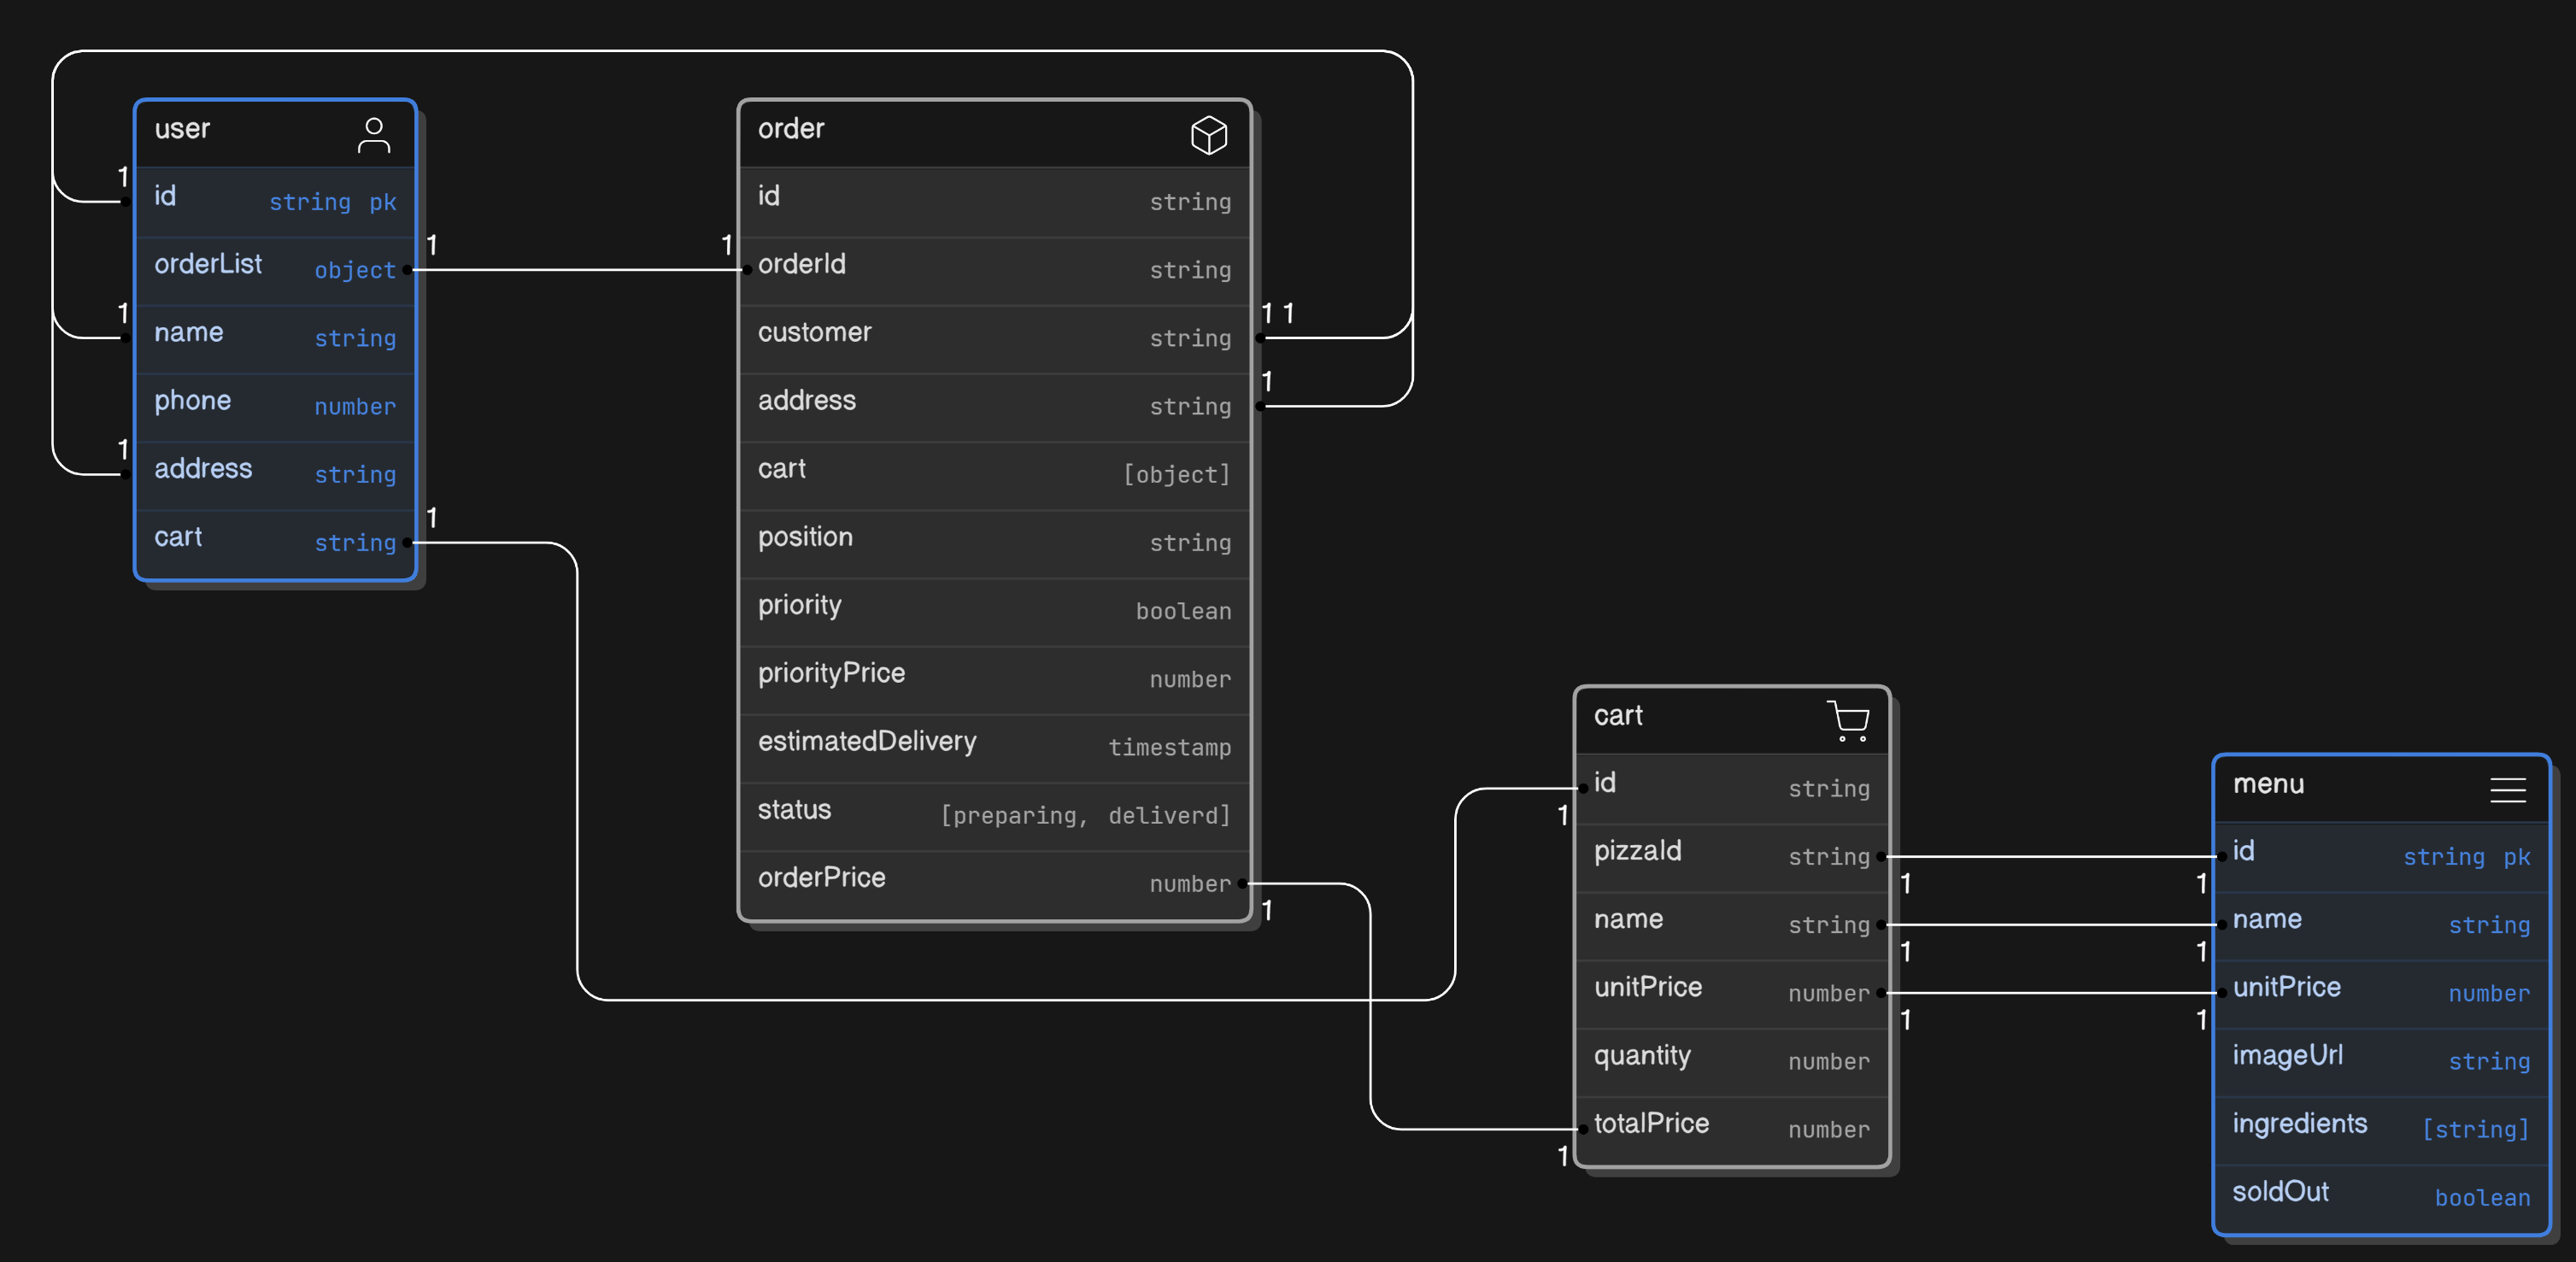 user
1
id string pk
1
orderList object
1
name string
phone number
1
address string
1
cart string
order
id string
1
orderId string
1 1
customer string
1
address string
cart [object]
position string
priority boolean
priorityPrice number
estimatedDelivery timestamp
status [preparing, deliverd]
orderPrice number
1
cart
id string
1
pizzaId string
1
name string
1
unitPrice number
1
quantity number
totalPrice number
1
menu
id string pk
1
name string
1
unitPrice number
1
imageUrl string
ingredients [string]
soldOut boolean